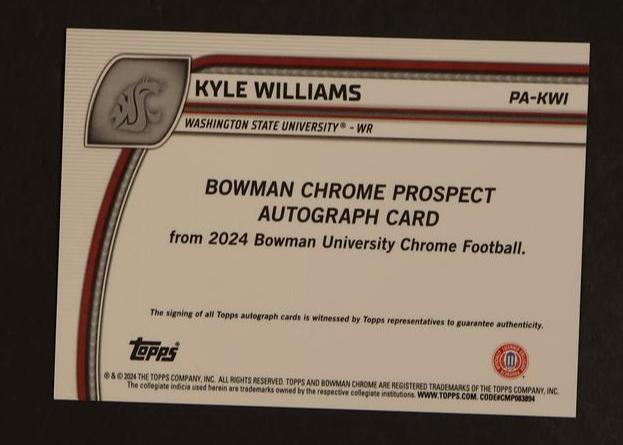 KYLE WILLIAMS
PA-KWI
WASHINGTON STATE UNIVERSITY® - WR
BOWMAN CHROME PROSPECT
AUTOGRAPH CARD
from 2024 Bowman University Chrome Football.
The signing of all Topps autograph cards is witnessed by Topps representatives to guarantee authenticity.
Topps®
® & © 2024 THE TOPPS COMPANY, INC. ALL RIGHTS RESERVED. TOPPS AND BOWMAN CHROME ARE REGISTERED TRADEMARKS OF THE TOPPS COMPANY, INC.
The collegiate indicia used herein are trademarks owned by the respective collegiate institutions. WWW.TOPPS.COM. CODE#CMP083894